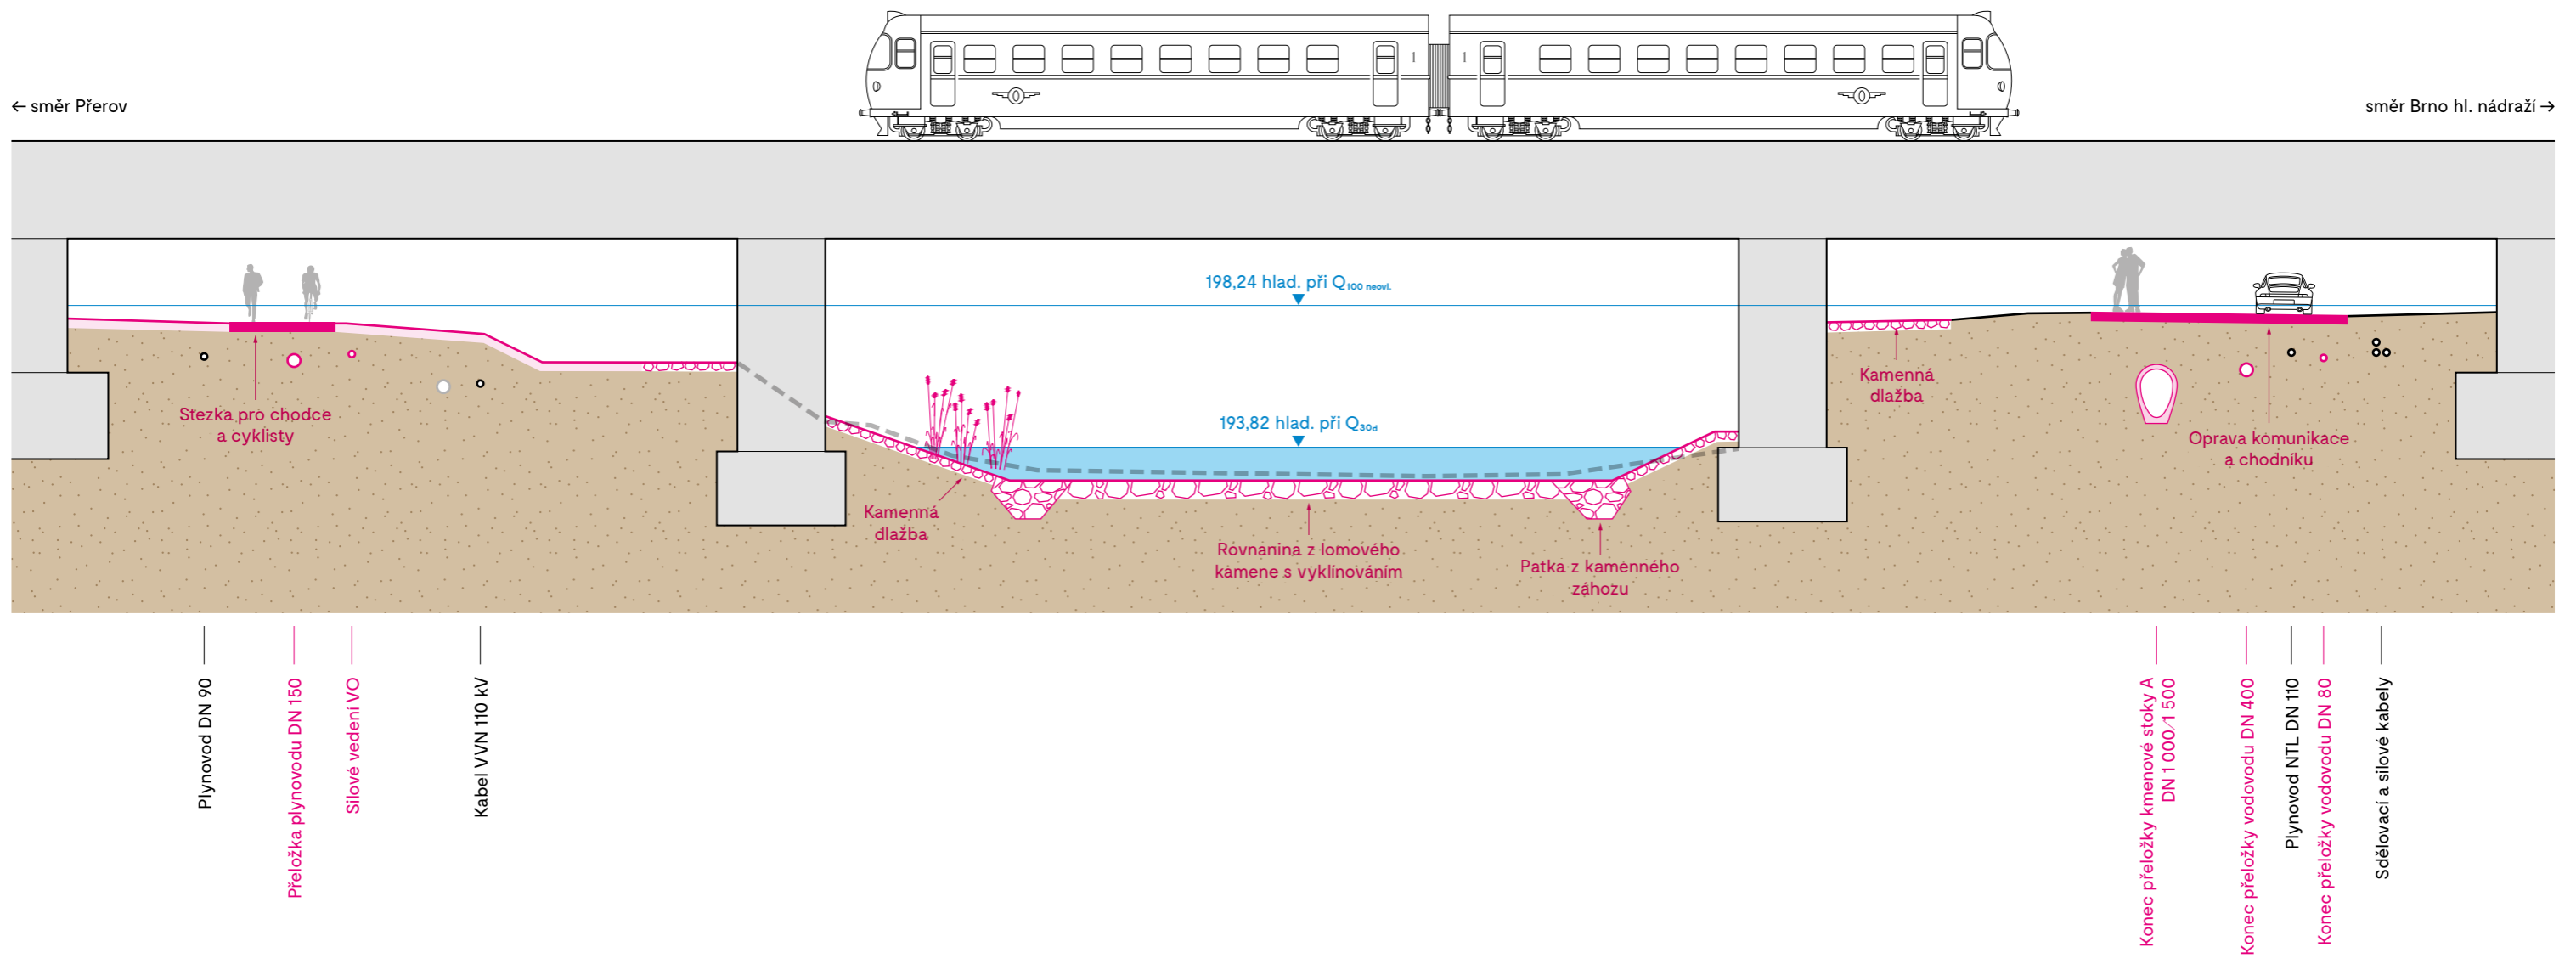 ← směr Přerov
směr Brno hl. nádraží →
198,24 hlad. při Q100 neovl.
193,82 hlad. při Q30d
Stezka pro chodce
a cyklisty
Kamenná
dlažba
Rovnanina z lomového
kamene s vyklínováním
Patka z kamenného
záhozu
Kamenná
dlažba
Oprava komunikace
a chodníku
Plynovod DN 90
Přeložka plynovodu DN 150
Silové vedení VO
Kabel VVN 110 kV
Konec přeložky kmenové stoky A
DN 1 000/1 500
Konec přeložky vodovodu DN 400
Plynovod NTL DN 110
Konec přeložky vodovodu DN 80
Sdělovací a silové kabely